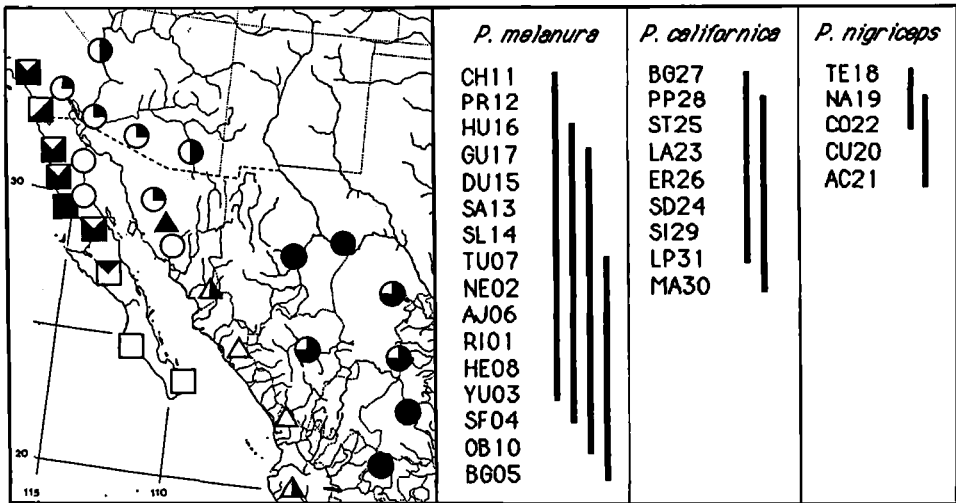 30
20
115
110
P. melanura
CH11
PR12
HU16
GU17
DU15
SA13
SL14
TU07
NE02
AJ06
RI01
HE08
YU03
SF04
OB10
BG05
P. californica
BG27
PP28
ST25
LA23
ER26
SD24
SI29
LP31
MA30
P. nigriceps
TE18
NA19
CO22
CU20
AC21